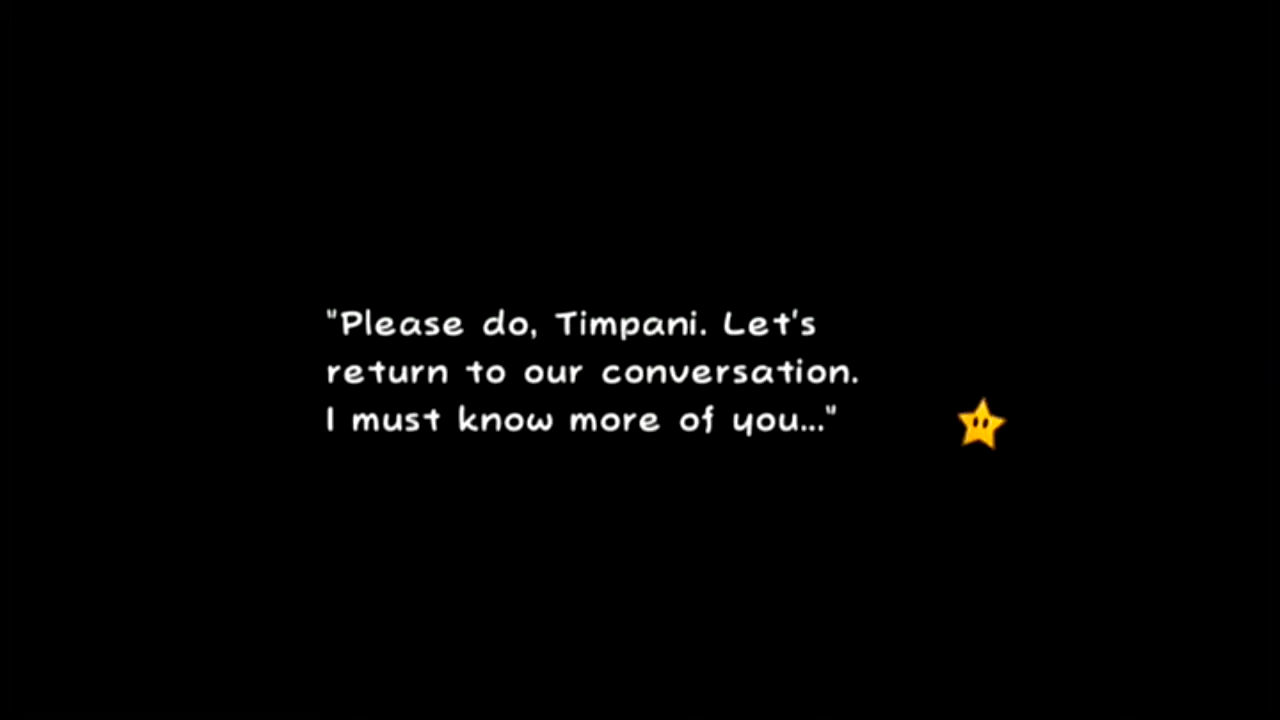 "Please do, Timpani. Let's
return to our conversation.
I must know more of you..."